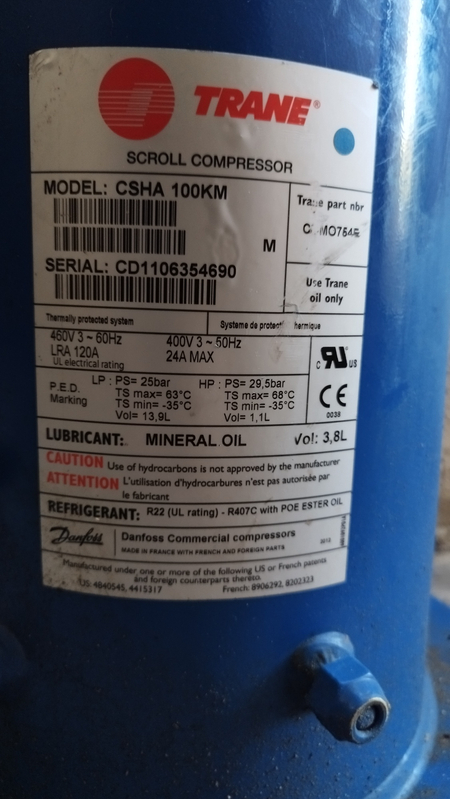 TRANE®
SCROLL COMPRESSOR
MODEL: CSHA 100KM
M
SERIAL: CD1106354690
Trane part nbr
Use Trane
oil only
Thermally protected system
Systeme de thermique
460V 3 ~ 60Hz
LRA 120A
UL electrical rating
400V 3 ~ 50Hz
24A MAX
c RU US
P.E.D.
Marking
LP : PS= 25bar
TS max= 63°C
TS min= -35°C
Vol= 13,9L
HP : PS= 29,5bar
TS max= 68°C
TS min= -35°C
Vol= 1,1L
CE
0038
LUBRICANT: MINERAL OIL Vol: 3,8L
CAUTION Use of hydrocarbons is not approved by the manufacturer
ATTENTION L'utilisation d'hydrocarbures n'est pas autorisée par
le fabricant
REFRIGERANT: R22 (UL rating) - R407C with POE ESTER OIL
Danfoss
Danfoss Commercial compressors
MADE IN FRANCE WITH FRENCH AND FOREIGN PARTS
Manufactured under one or more of the following US or French patents
and foreign counterparts thereto.
US: 4840545, 4415317 French: 8906292, 8202323